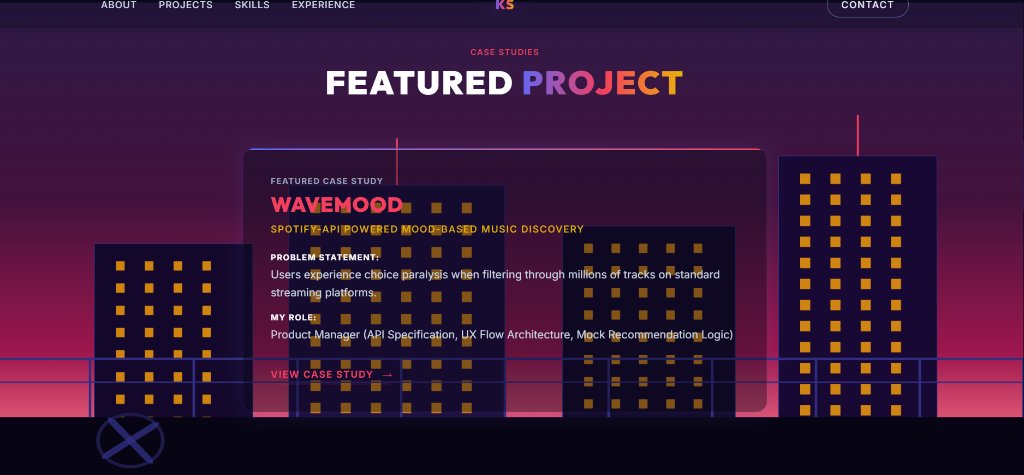 ABOUT PROJECTS SKILLS EXPERIENCE KS CONTACT
CASE STUDIES
FEATURED PROJECT
FEATURED CASE STUDY
WAVEMOOD
SPOTIFY-API POWERED MOOD-BASED MUSIC DISCOVERY
PROBLEM STATEMENT:
Users experience choice paralysis when filtering through millions of tracks on standard
streaming platforms.
MY ROLE:
Product Manager (API Specification, UX Flow Architecture, Mock Recommendation Logic)
VIEW CASE STUDY →